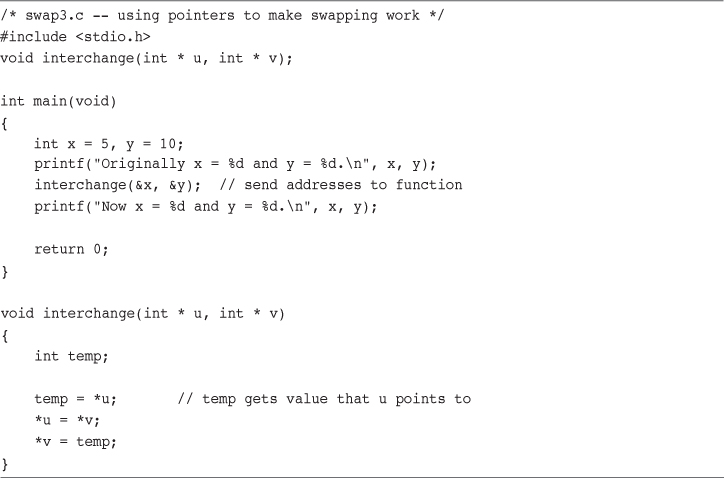 /* swap3.c -- using pointers to make swapping work */
#include <stdio.h>
void interchange(int * u, int * v);

int main(void)
{
    int x = 5, y = 10;
    printf("Originally x = %d and y = %d.\n", x, y);
    interchange(&x, &y);  // send addresses to function
    printf("Now x = %d and y = %d.\n", x, y);

    return 0;
}

void interchange(int * u, int * v)
{
    int temp;

    temp = *u;       // temp gets value that u points to
    *u = *v;
    *v = temp;
}